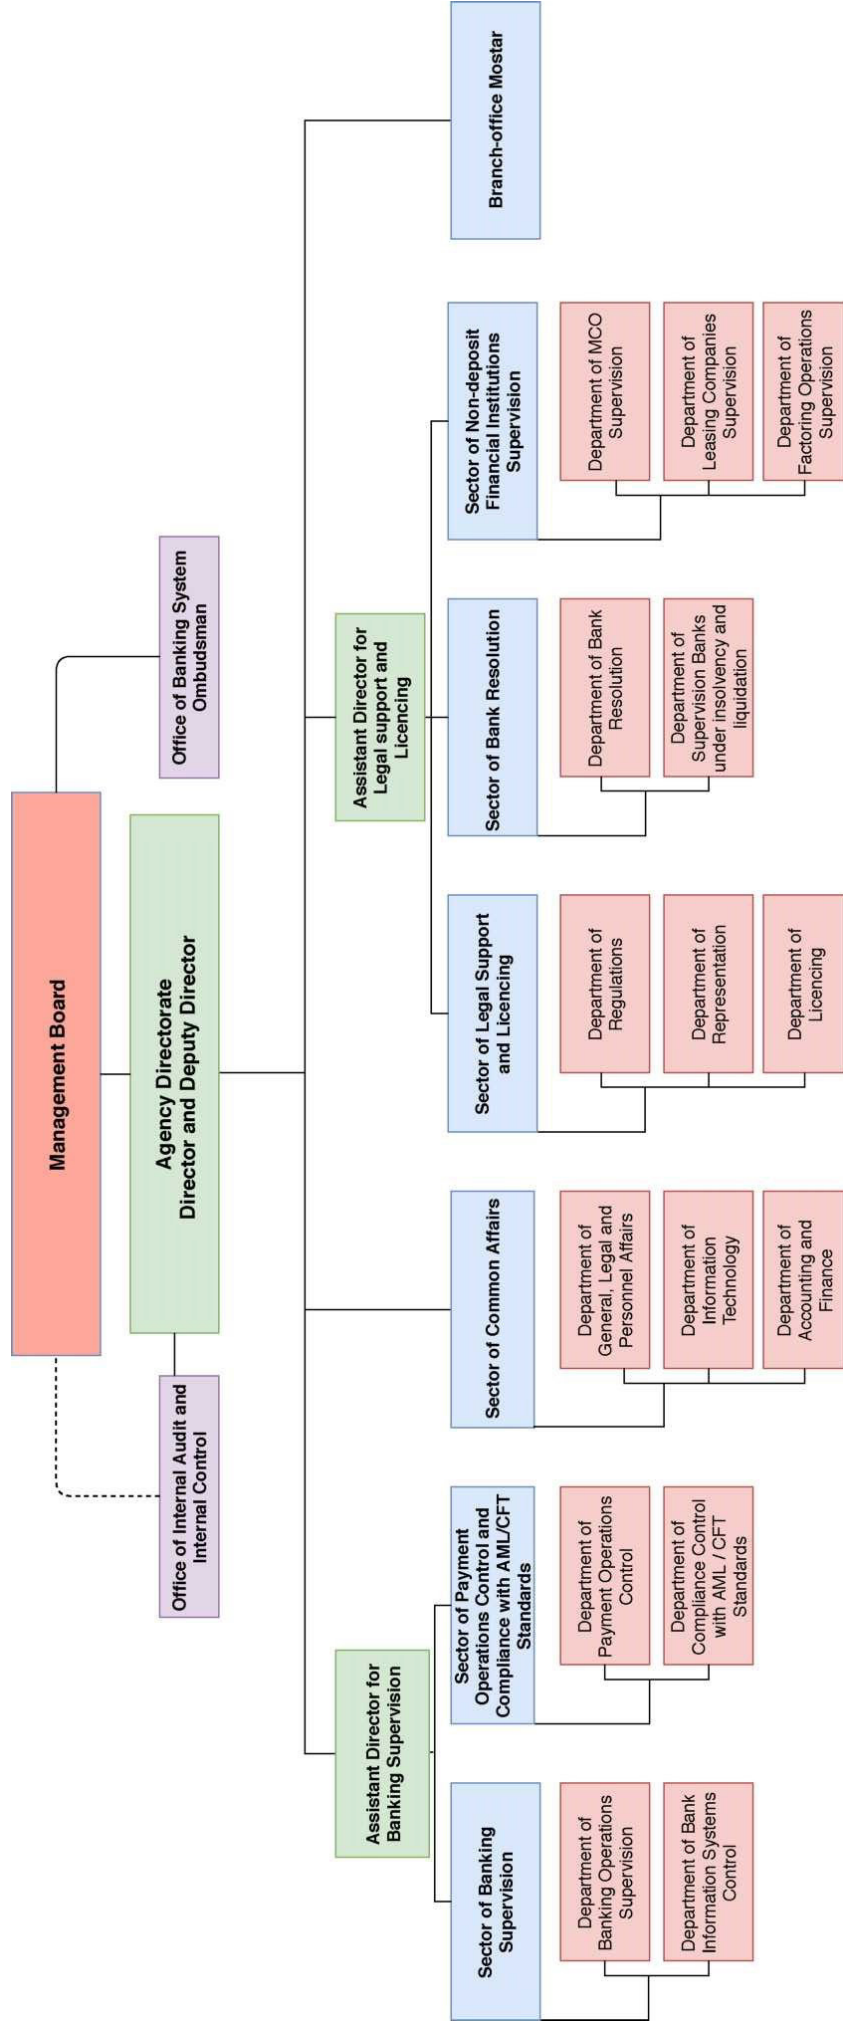 Management Board
Agency Directorate
Director and Deputy Director
Office of Internal Audit and
Internal Control
Office of Banking System
Ombudsman
Assistant Director for
Banking Supervision
Assistant Director for
Legal support and
Licencing
Sector of Banking
Supervision
Sector of Payment
Operations Control and
Compliance with AML/CFT
Standards
Sector of Common Affairs
Sector of Legal Support
and Licencing
Sector of Bank Resolution
Sector of Non-deposit
Financial Institutions
Supervision
Branch-office Mostar
Department of
Banking Operations
Supervision
Department of Payment Operations
Control
Department of
General, Legal and
Personnel Affairs
Department of
Regulations
Department of Bank
Resolution
Department of MCO
Supervision
Department of Bank
Information Systems
Control
Department of
Compliance Control
with AML / CFT
Standards
Department of
Information
Technology
Department of
Representation
Department of
Supervision Banks
under insolvency and
liquidation
Department of
Leasing Companies
Supervision
Department of
Accounting and
Finance
Department of
Licencing
Department of
Factoring Operations
Supervision